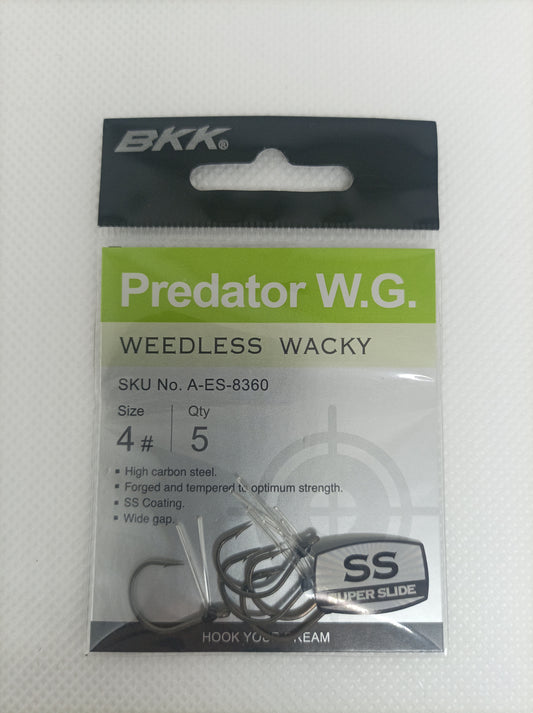 BKK®
Predator W.G.
WEEDLESS WACKY
SKU No. A-ES-8360
Size Qty
4# 5
▪ High carbon steel.
▪ Forged and tempered to optimum strength.
▪ SS Coating.
▪ Wide gap.
SS
SUPER SLIDE
HOOK YOUR DREAM